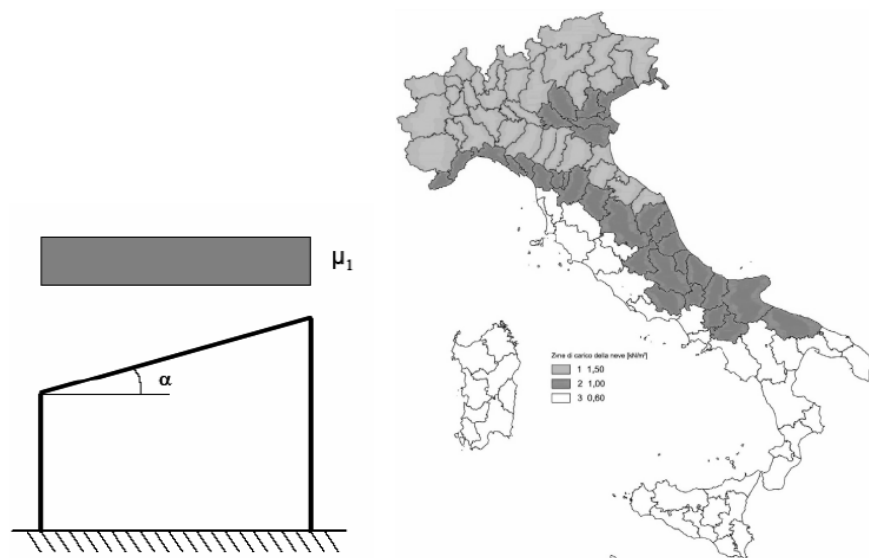 μ1
α
Zone di carico della neve [kN/m²]
1 1,50
2 1,00
3 0,60